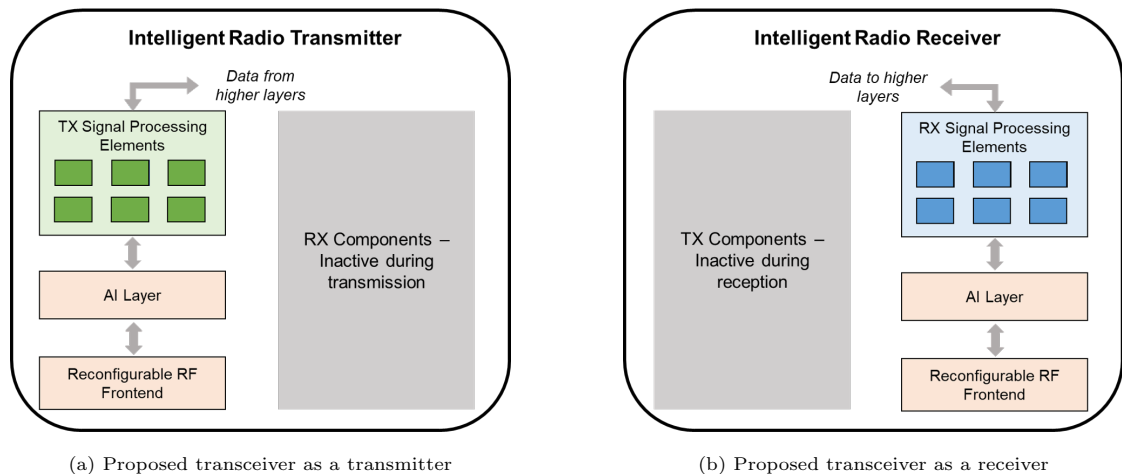 Intelligent Radio Transmitter
Data from
higher layers
TX Signal Processing
Elements
RX Components –
Inactive during
transmission
AI Layer
Reconfigurable RF
Frontend
(a) Proposed transceiver as a transmitter
Intelligent Radio Receiver
Data to higher
layers
RX Signal Processing
Elements
TX Components –
Inactive during
reception
AI Layer
Reconfigurable RF
Frontend
(b) Proposed transceiver as a receiver